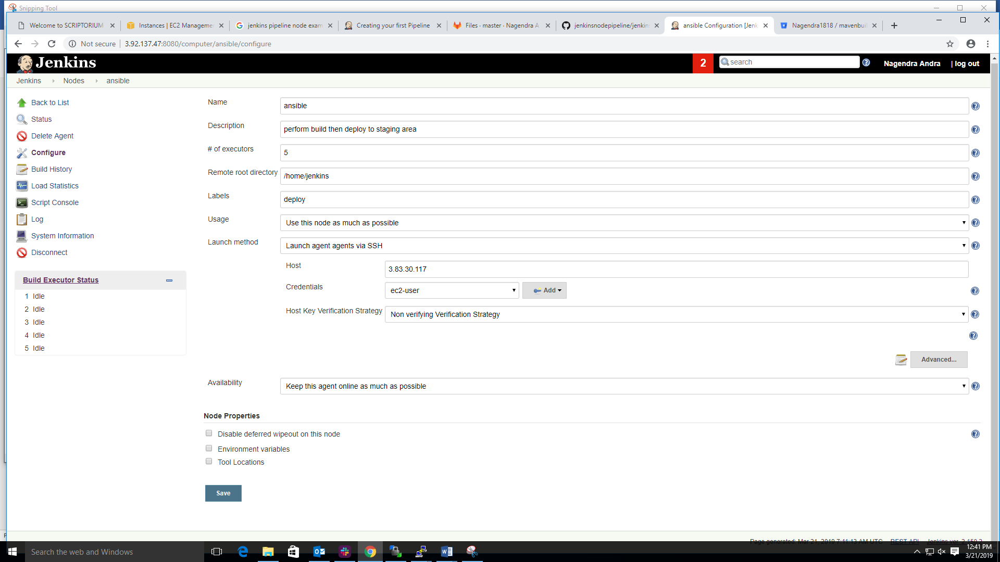 Snipping Tool
Welcome to SCRIPTORIUM
Instances | EC2 Manageme
jenkins pipeline node exam
Creating your first Pipeline
Files · master · Nagendra A
jenkinsnodepipeline/jenkin
ansible Configuration [Jenk
Nagendra1818 / mavenbui
Not secure 3.92.137.47:8080/computer/ansible/configure
Jenkins
2
search
Nagendra Andra
| log out
Jenkins Nodes ansible
Back to List
Status
Delete Agent
Configure
Build History
Load Statistics
Script Console
Log
System Information
Disconnect
Build Executor Status
1 Idle
2 Idle
3 Idle
4 Idle
5 Idle
Name ansible
Description perform build then deploy to staging area
# of executors 5
Remote root directory /home/jenkins
Labels deploy
Usage Use this node as much as possible
Launch method Launch agent agents via SSH
Host 3.83.30.117
Credentials ec2-user Add
Host Key Verification Strategy Non verifying Verification Strategy
Advanced...
Availability Keep this agent online as much as possible
Node Properties
Disable deferred wipeout on this node
Environment variables
Tool Locations
Save
Page generated: Mar 21, 2019 7:11:13 AM UTC REST API Jenkins ver. 2.150.2
Search the web and Windows
12:41 PM
3/21/2019